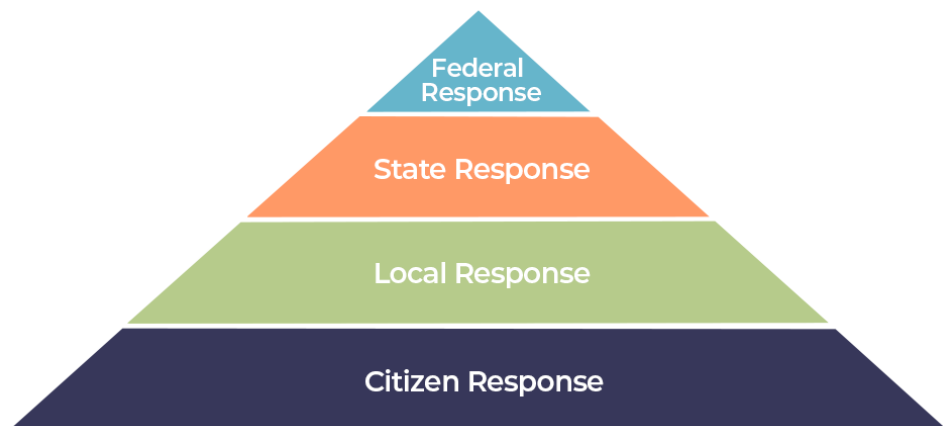 Federal
Response
State Response
Local Response
Citizen Response